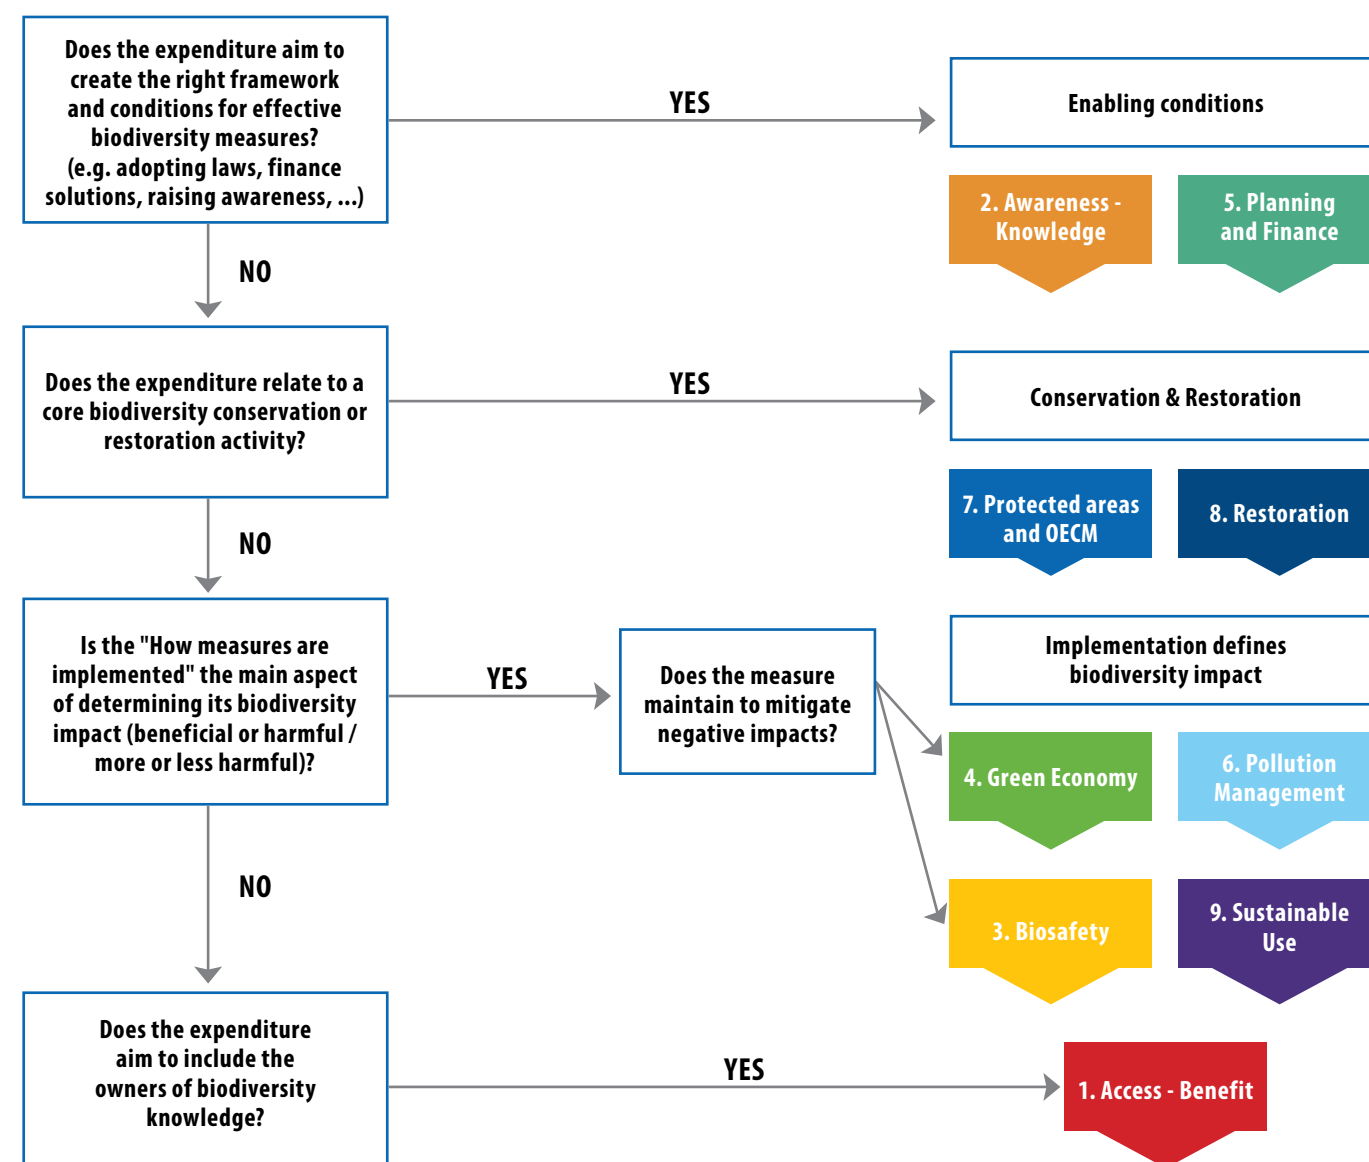 Does the expenditure aim to
create the right framework
and conditions for effective
biodiversity measures?
(e.g. adopting laws, finance
solutions, raising awareness, ...)
YES
Enabling conditions
2. Awareness -
Knowledge
5. Planning
and Finance
NO
Does the expenditure relate to a
core biodiversity conservation or
restoration activity?
YES
Conservation & Restoration
7. Protected areas
and OECM
8. Restoration
NO
Is the "How measures are
implemented" the main aspect
of determining its biodiversity
impact (beneficial or harmful /
more or less harmful)?
YES
Does the measure
maintain to mitigate
negative impacts?
Implementation defines
biodiversity impact
4. Green Economy
6. Pollution
Management
3. Biosafety
9. Sustainable
Use
NO
Does the expenditure
aim to include the
owners of biodiversity
knowledge?
YES
1. Access - Benefit